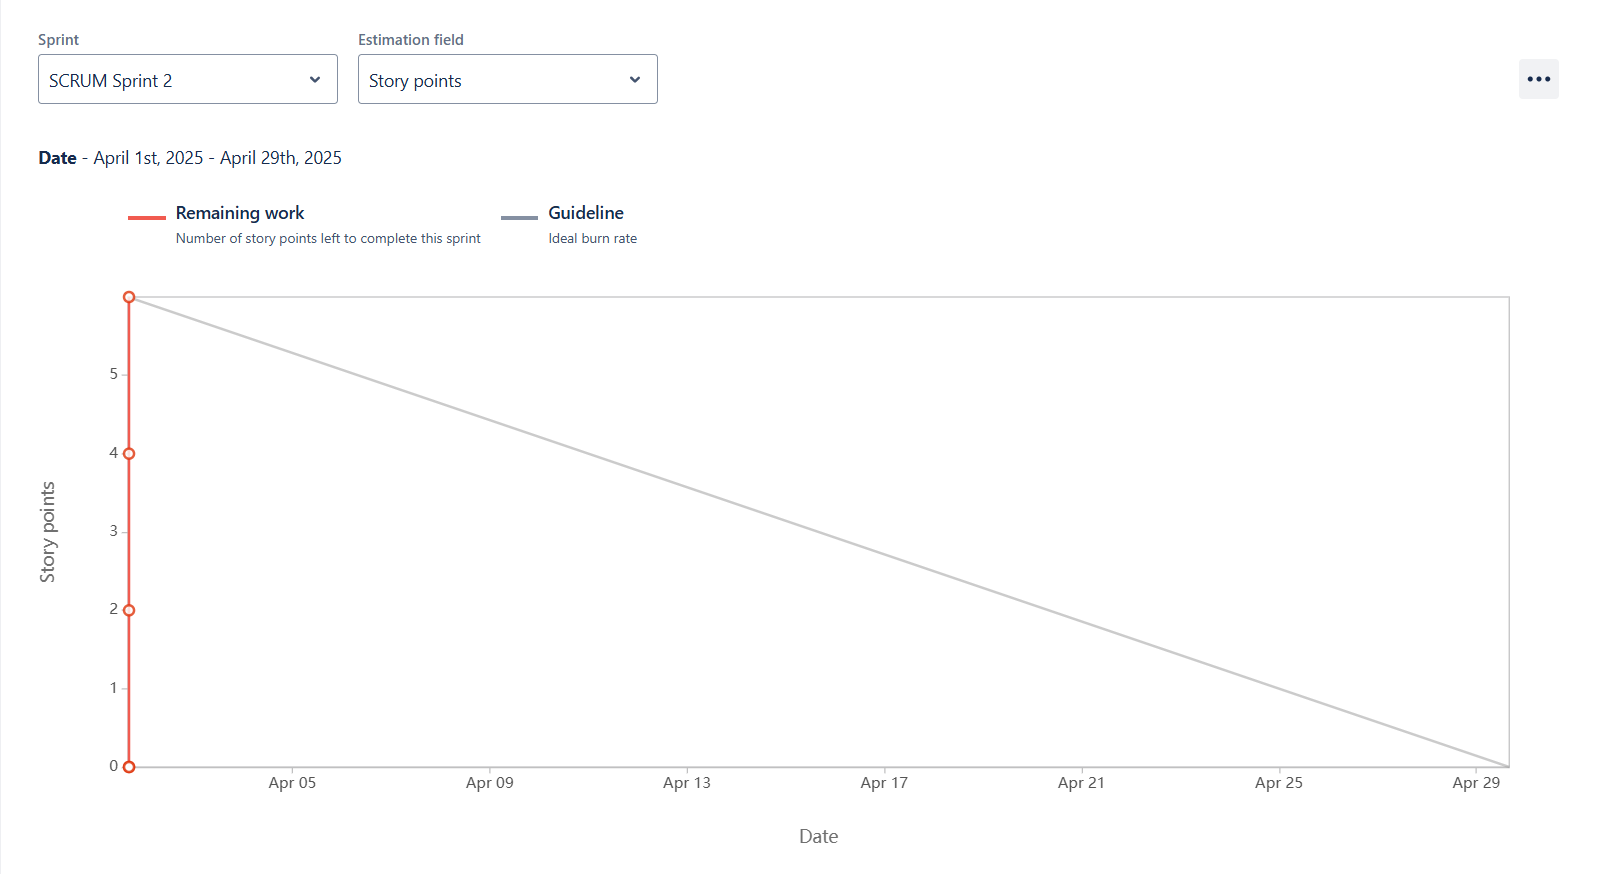 Sprint
Estimation field
SCRUM Sprint 2
Story points
Date - April 1st, 2025 - April 29th, 2025
Remaining work
Number of story points left to complete this sprint
Guideline
Ideal burn rate
5
4
3
2
1
0
Story points
Apr 05
Apr 09
Apr 13
Apr 17
Apr 21
Apr 25
Apr 29
Date